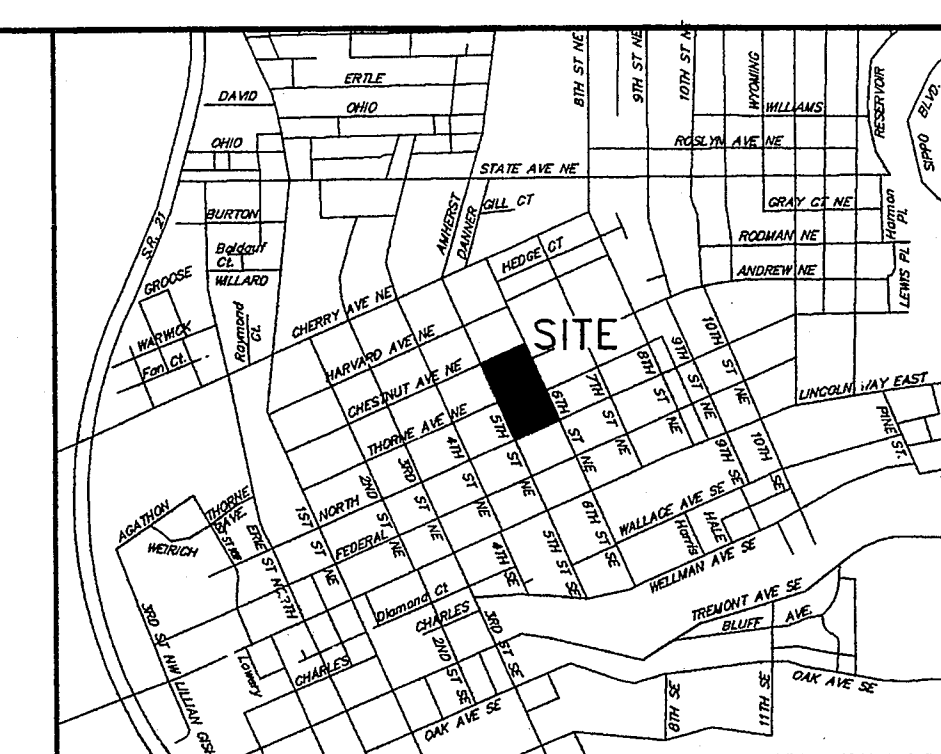 8TH ST NE
9TH ST NE
10TH ST N
WYOMING
RESERVOIR
SIPPO BLVD.
DAVID
ERTLE
OHIO
WILLIAMS
OHIO
ROSLYN AVE NE
STATE AVE NE
S.R. 21
BURTON
AMHERST
DANNER
GILL CT
GRAY CT NE
Harmon PL
Baldauf
Ct.
WILLARD
HEDGE CT
RODMAN NE
ANDREW NE
LEWIS PL
GROOSE
WARWICK
Fan Ct.
Raymond Ct.
CHERRY AVE NE
HARVARD AVE NE
SITE
CHESTNUT AVE NE
THORNE AVE NE
10TH ST NE
9TH ST NE
8TH ST NE
7TH ST NE
6TH ST NE
5TH ST NE
4TH ST NE
3RD ST NE
2ND ST NE
1ST ST NE
LINCOLN WAY EAST
PINE ST.
NORTH
FEDERAL
AGATHON
THORNE
AVE.
WEIRICH
ERIE ST NORTH
10TH SE
9TH SE
WALLACE AVE SE
Harris
HALE
WELLMAN AVE SE
6TH ST SE
5TH ST SE
4TH SE
Diamond Ct
CHARLES
3RD ST SE
2ND ST SE
TREMONT AVE SE
BLUFF AVE.
3RD ST NW
LILLIAN GISH
Lowery
CHARLES
OAK AVE SE
8TH SE
11TH SE
OAK AVE SE